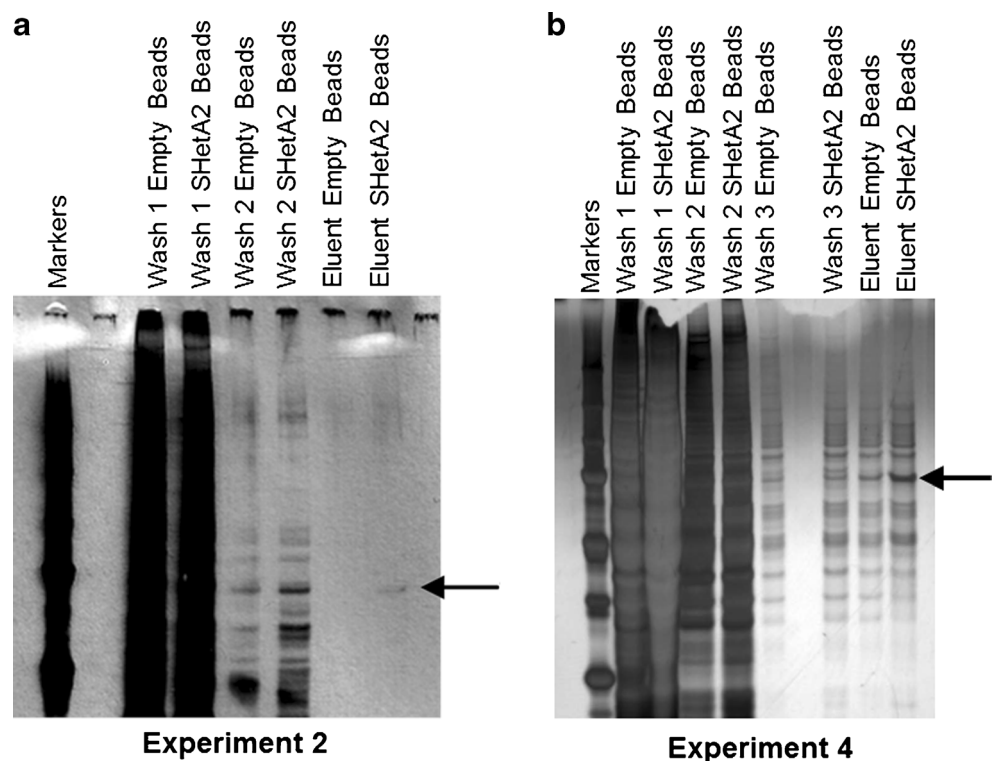 a
Markers
Wash 1 Empty Beads
Wash 1 SHetA2 Beads
Wash 2 Empty Beads
Wash 2 SHetA2 Beads
Eluent Empty Beads
Eluent SHetA2 Beads
Experiment 2
b
Markers
Wash 1 Empty Beads
Wash 1 SHetA2 Beads
Wash 2 Empty Beads
Wash 2 SHetA2 Beads
Wash 3 Empty Beads
Wash 3 SHetA2 Beads
Eluent Empty Beads
Eluent SHetA2 Beads
Experiment 4